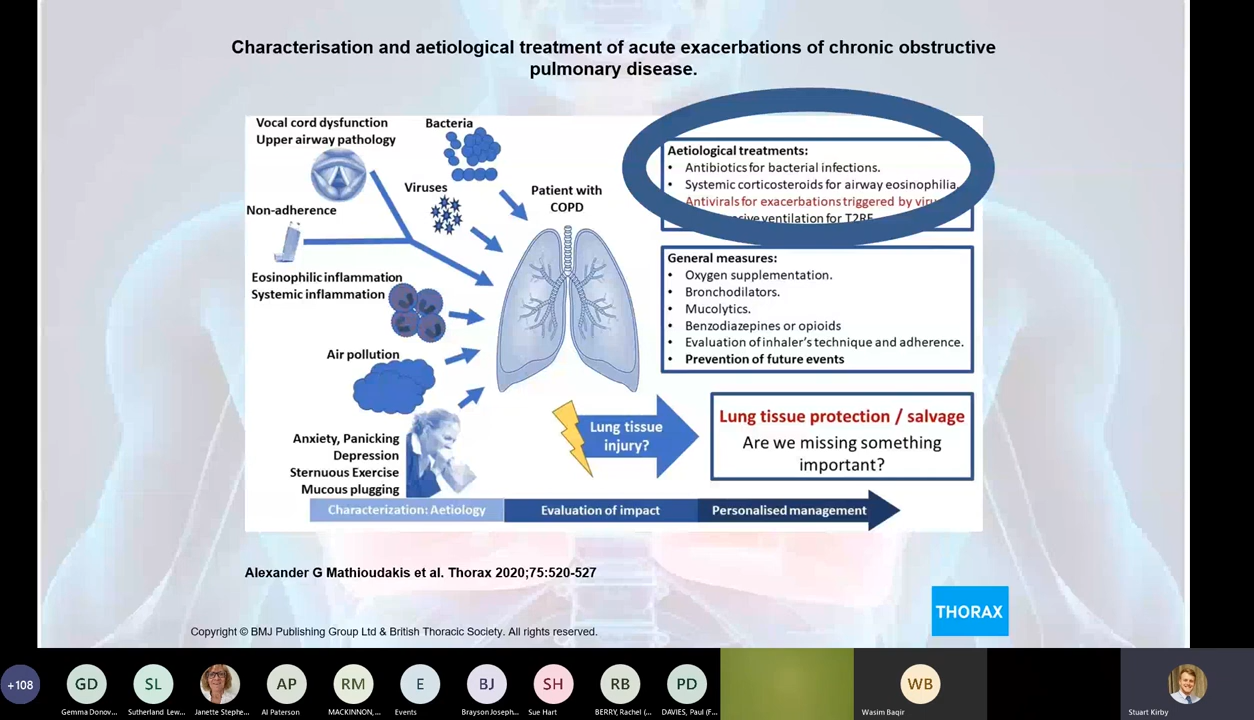 Characterisation and aetiological treatment of acute exacerbations of chronic obstructive
pulmonary disease.
Vocal cord dysfunction
Upper airway pathology
Bacteria
Viruses
Non-adherence
Patient with
COPD
Eosinophilic inflammation
Systemic inflammation
Air pollution
Anxiety, Panicking
Depression
Sternuous Exercise
Mucous plugging
Aetiological treatments:
• Antibiotics for bacterial infections.
• Systemic corticosteroids for airway eosinophilia.
Antivirals for exacerbations triggered by
ventilation for T2RF
General measures:
• Oxygen supplementation.
• Bronchodilators.
• Mucolytics.
• Benzodiazepines or opioids
• Evaluation of inhaler's technique and adherence.
• Prevention of future events
Lung tissue
injury?
Lung tissue protection / salvage
Are we missing something
important?
Characterization: Aetiology
Evaluation of impact
Personalised management
Alexander G Mathioudakis et al. Thorax 2020;75:520-527
THORAX
Copyright © BMJ Publishing Group Ltd & British Thoracic Society. All rights reserved.
+108
GD
SL
AP
RM
E
BJ
SH
RB
PD
WB
Gemma Donov...
Sutherland Lew...
Janette Stephe...
Al Paterson
MACKINNON,...
Events
Brayson Joseph...
Sue Hart
BERRY, Rachel (...
DAVIES, Paul (F...
Wasim Baqir
Stuart Kirby